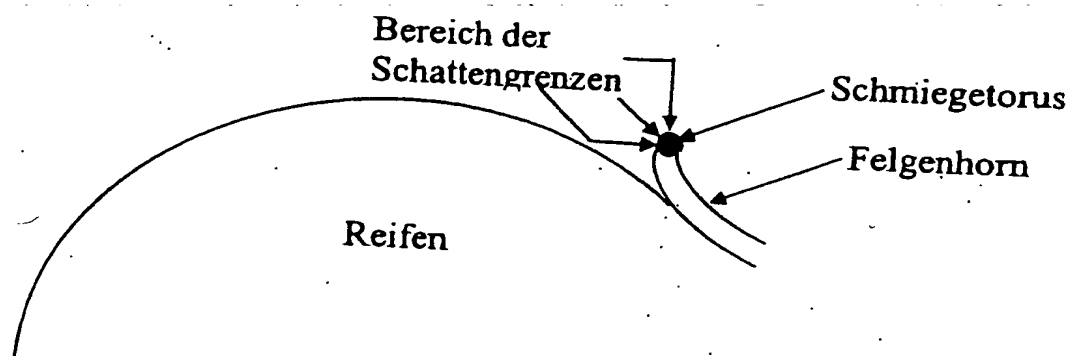 Bereich der
Schattengrenzen
Schmiegetorus
Felgenhorn
Reifen